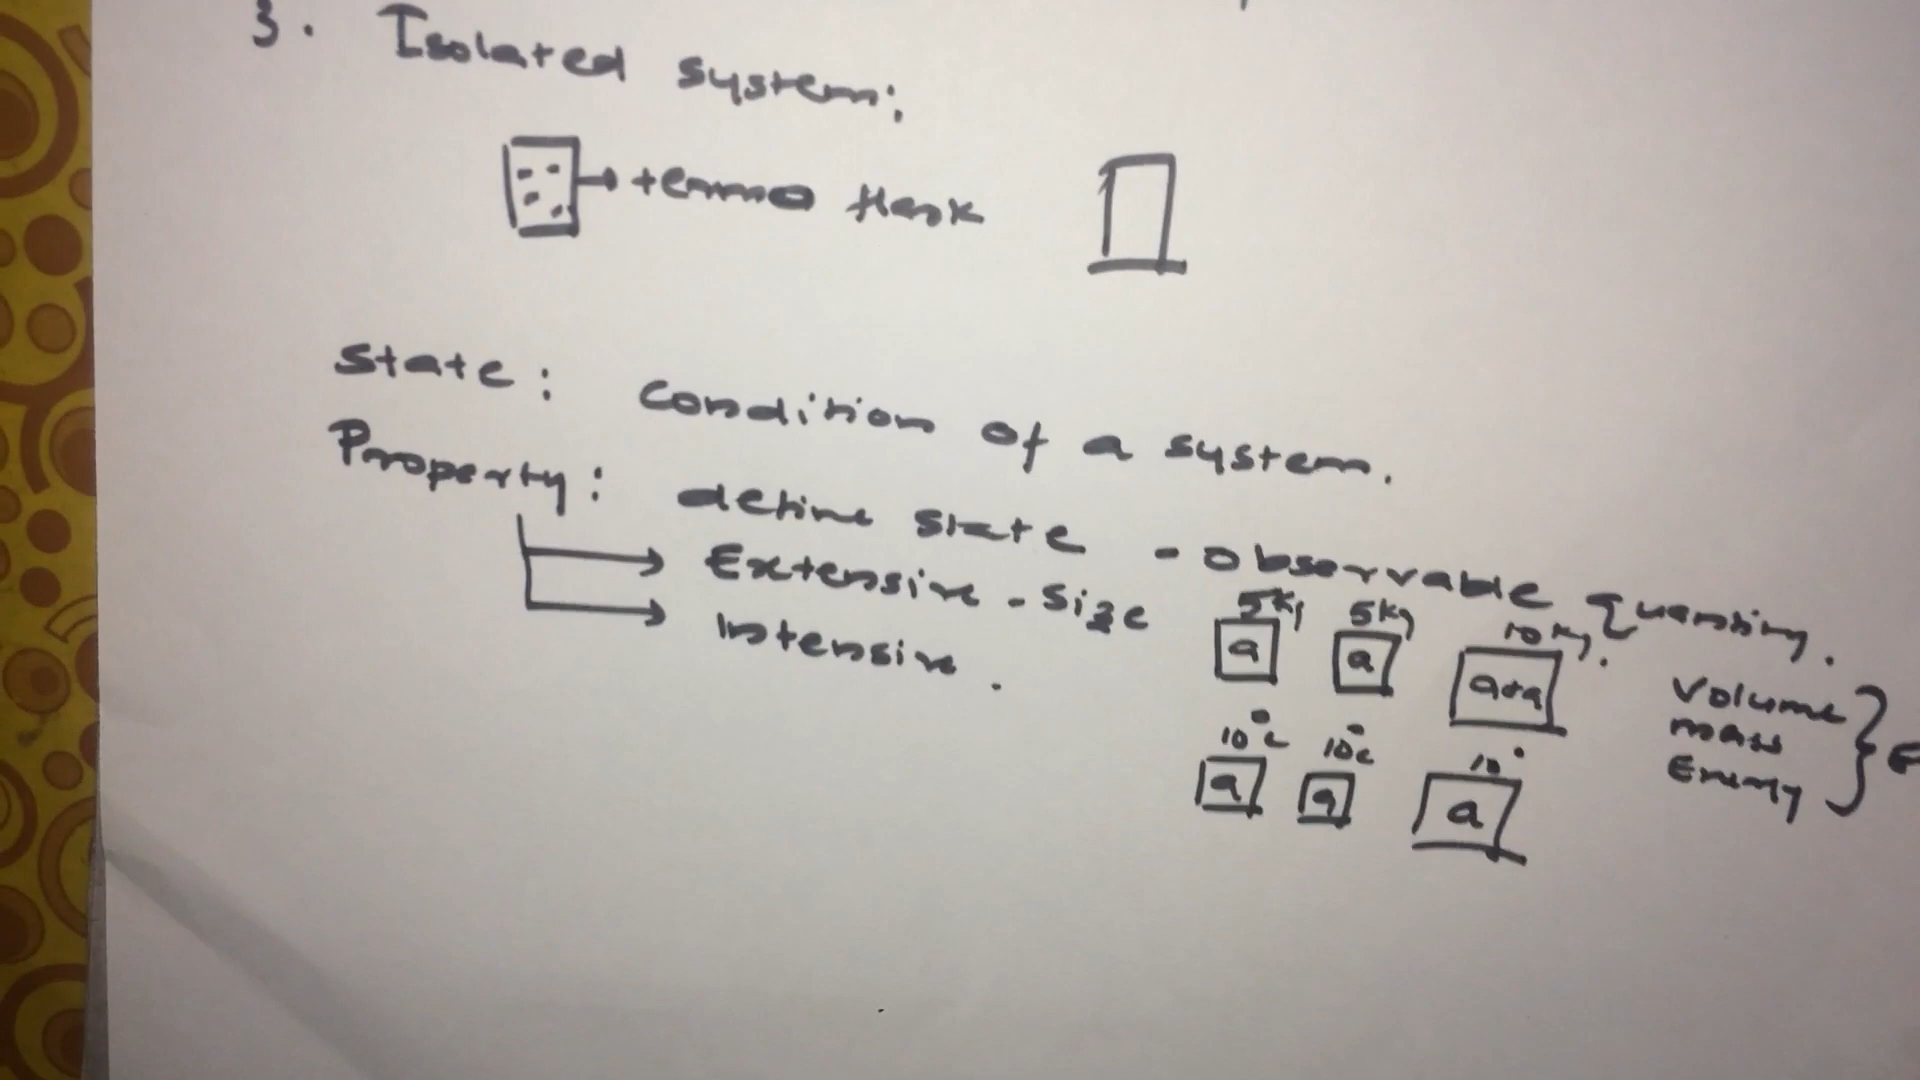 3. Isolated system:
termo flask
State: condition of a system.
Property: define state - observable quantity.
Extensive - size
Intensive.
5kg 5kg 10kg.
a a a+a
10°c 10°c 10°
a a a
Volume
mass
Energy
E